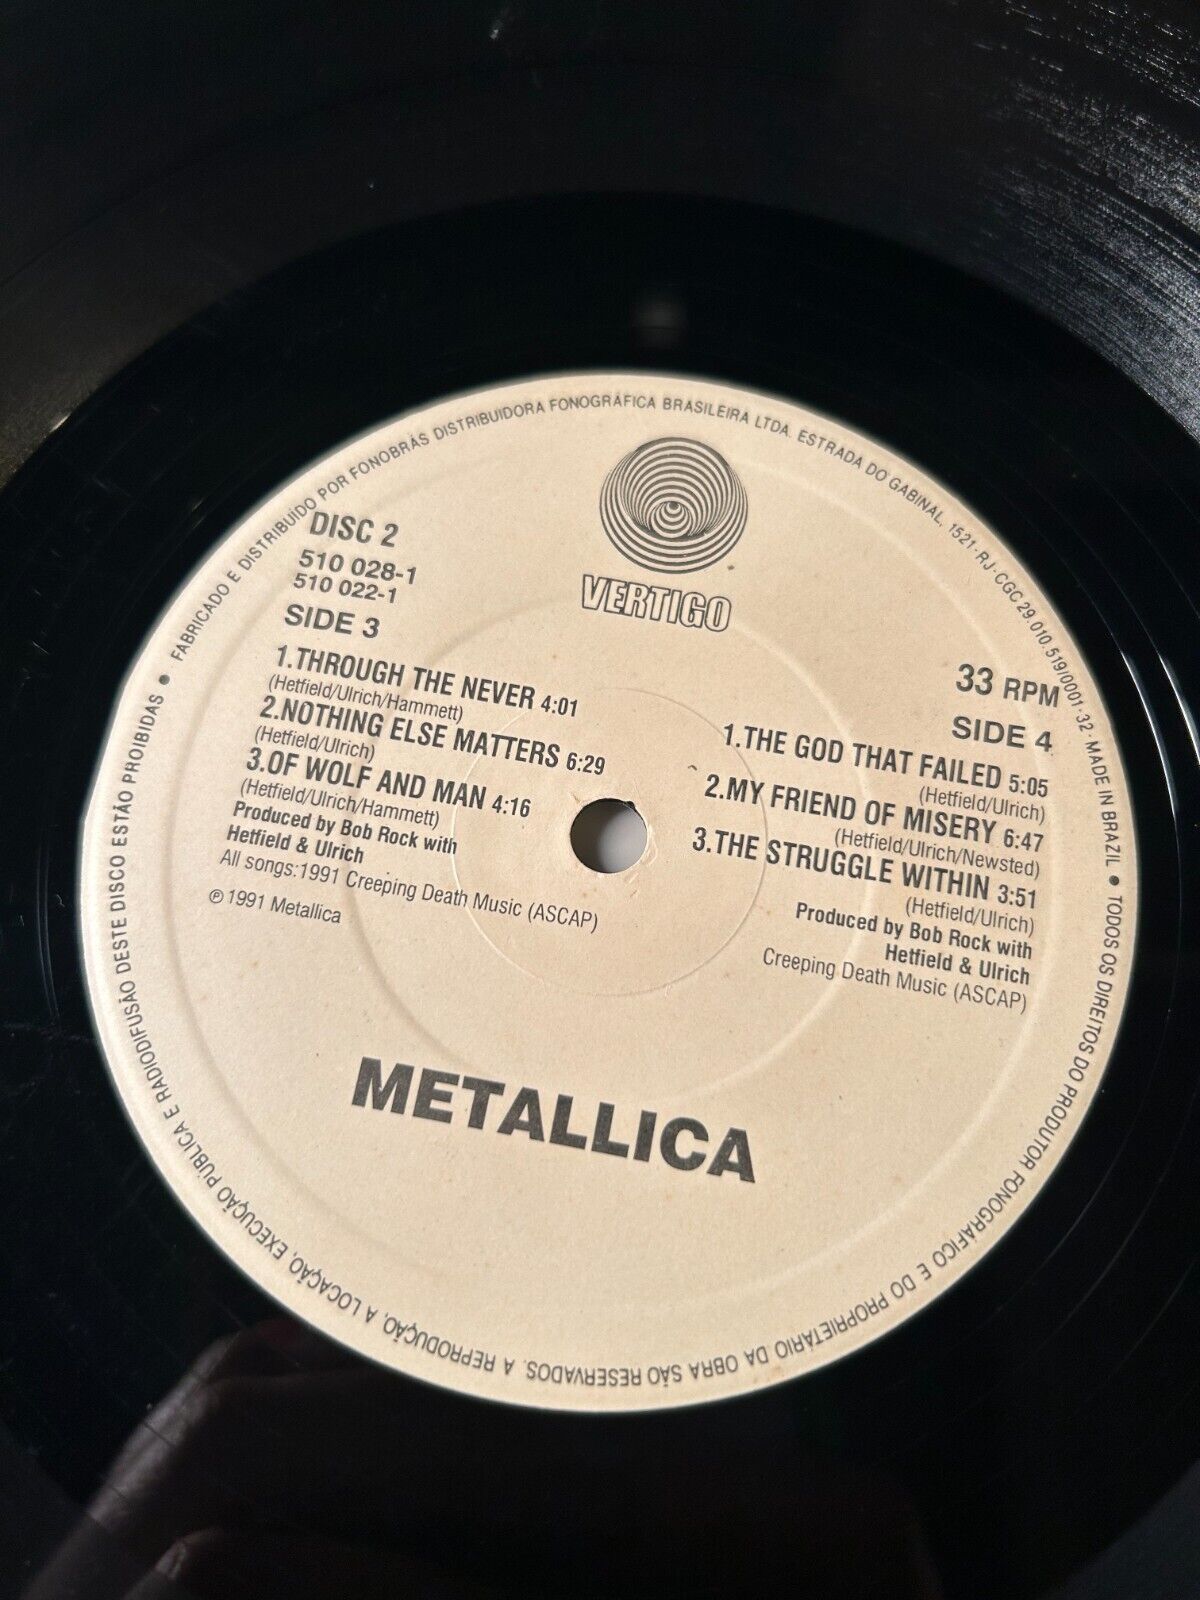 FABRICADO E DISTRIBUÍDO POR FONOBRÁS DISTRIBUIDORA FONOGRÁFICA BRASILEIRA LTDA. ESTRADA DO GABINAL, 1521-RJ-CGC 29.010.519/0001-32-MADE IN BRAZIL • TODOS OS DIREITOS DO PRODUTOR FONOGRÁFICO E DO PROPRIETÁRIO DA OBRA SÃO RESERVADOS. A REPRODUÇÃO, A LOCAÇÃO, EXECUÇÃO PÚBLICA E RADIODIFUSÃO DESTE DISCO ESTÃO PROIBIDAS •
VERTIGO
DISC 2
510 028-1
510 022-1
SIDE 3
1.THROUGH THE NEVER 4:01
(Hetfield/Ulrich/Hammett)
2.NOTHING ELSE MATTERS 6:29
(Hetfield/Ulrich)
3.OF WOLF AND MAN 4:16
(Hetfield/Ulrich/Hammett)
Produced by Bob Rock with
Hetfield & Ulrich
All songs:1991 Creeping Death Music (ASCAP)
℗ 1991 Metallica
33 RPM
SIDE 4
1.THE GOD THAT FAILED 5:05
(Hetfield/Ulrich)
2.MY FRIEND OF MISERY 6:47
(Hetfield/Ulrich/Newsted)
3.THE STRUGGLE WITHIN 3:51
(Hetfield/Ulrich)
Produced by Bob Rock with
Hetfield & Ulrich
Creeping Death Music (ASCAP)
METALLICA